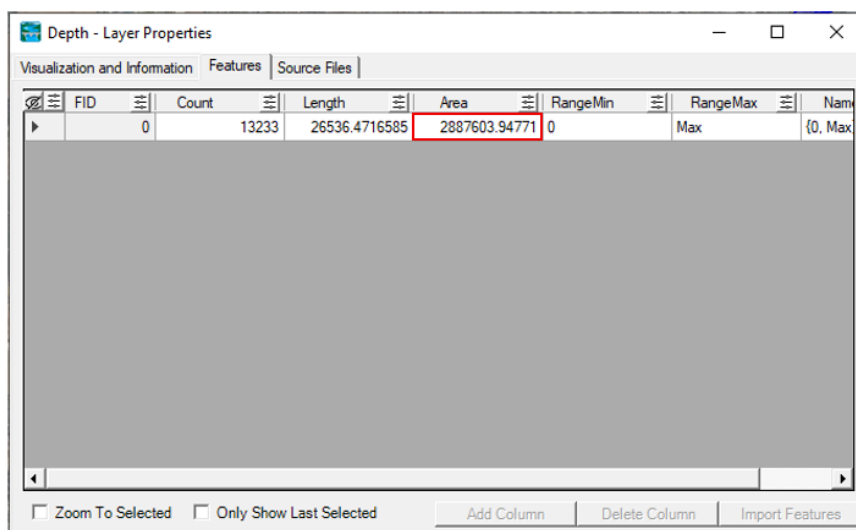 Depth - Layer Properties
Visualization and Information Features Source Files
FID Count Length Area RangeMin RangeMax Name
0 13233 26536.4716585 2887603.94771 0 Max {0, Max}
Zoom To Selected Only Show Last Selected Add Column Delete Column Import Features